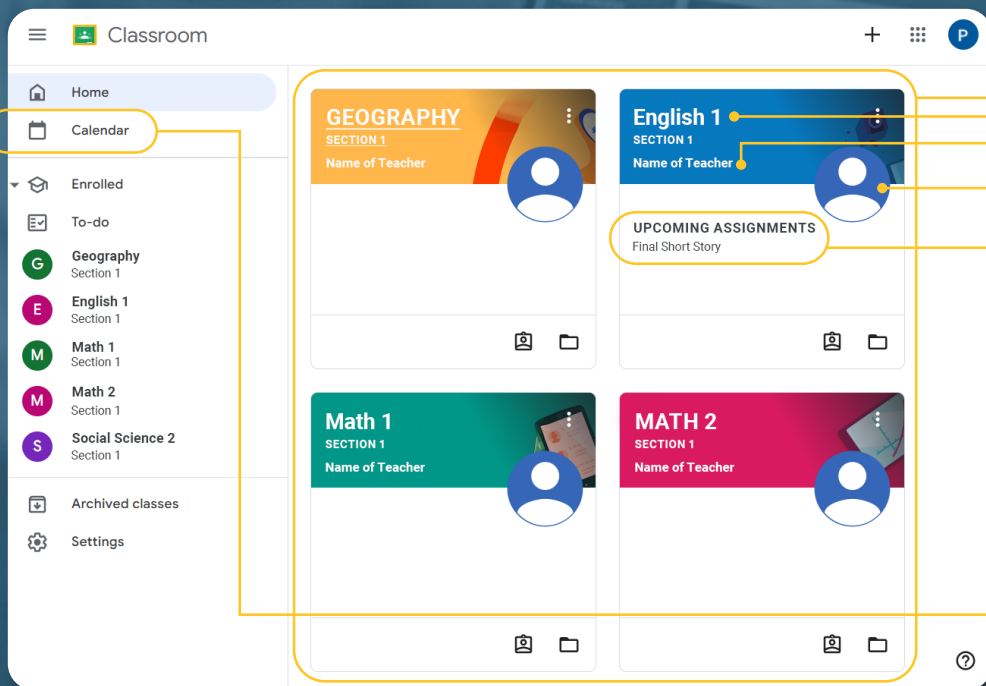 Classroom
P
Home
Calendar
Enrolled
To-do
G
Geography
Section 1
E
English 1
Section 1
M
Math 1
Section 1
M
Math 2
Section 1
S
Social Science 2
Section 1
Archived classes
Settings
GEOGRAPHY
SECTION 1
Name of Teacher
English 1
SECTION 1
Name of Teacher
UPCOMING ASSIGNMENTS
Final Short Story
Math 1
SECTION 1
Name of Teacher
MATH 2
SECTION 1
Name of Teacher
?